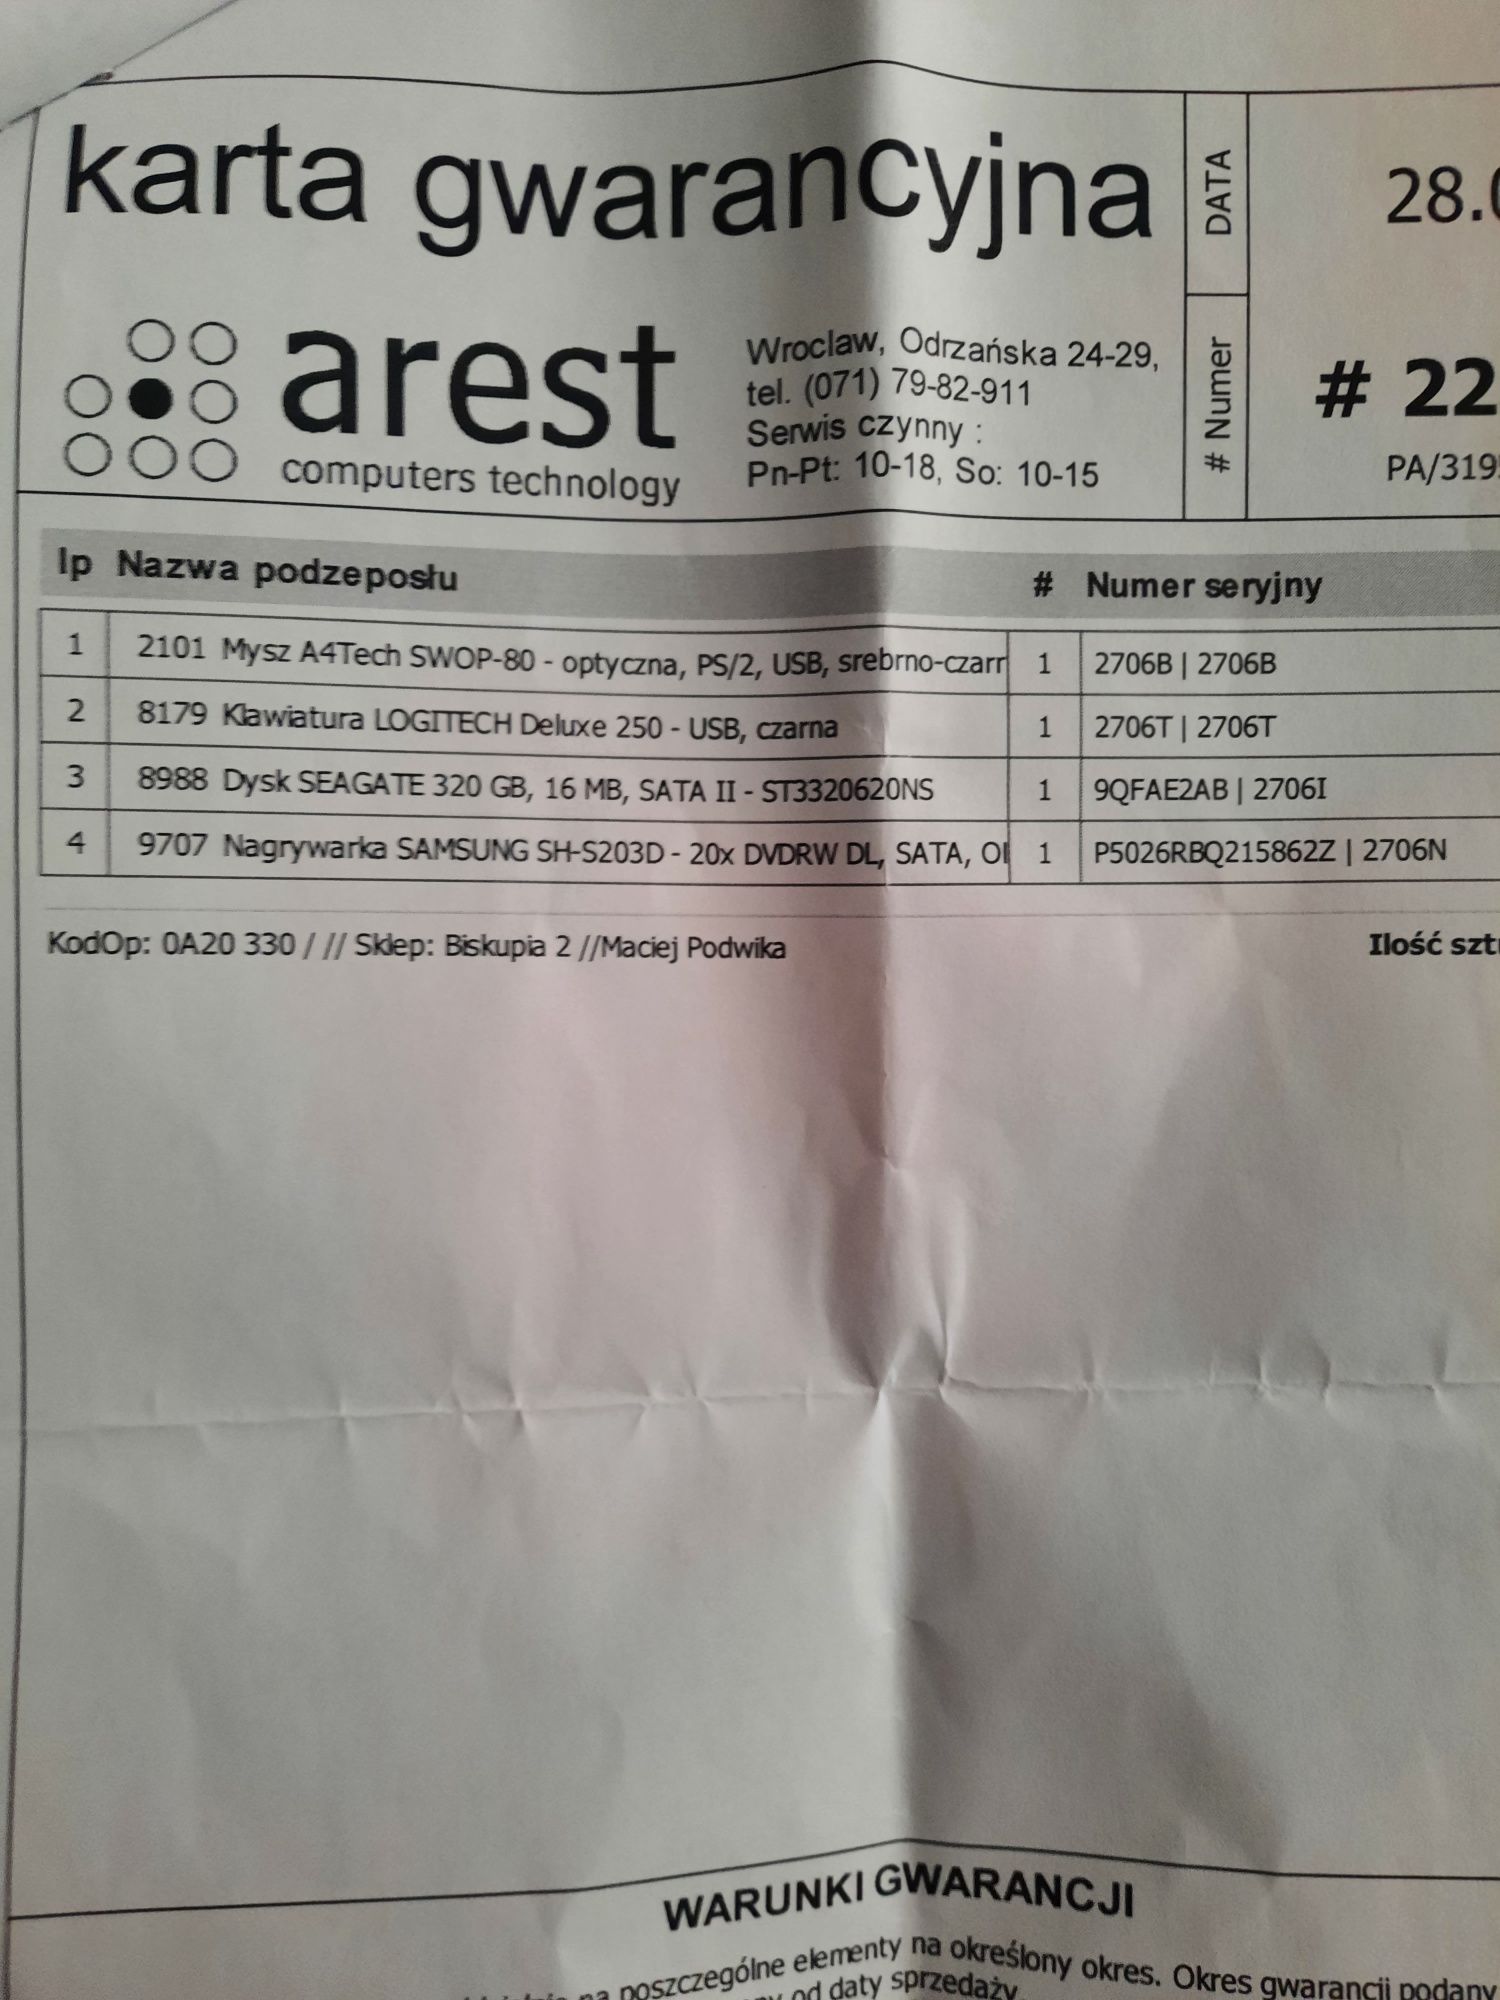 karta gwarancyjna
DATA
28.0
arest
computers technology
Wroclaw, Odrzańska 24-29,
tel. (071) 79-82-911
Serwis czynny :
Pn-Pt: 10-18, So: 10-15
# Numer
# 22
PA/319
lp Nazwa podzeposłu # Numer seryjny
1 2101 Mysz A4Tech SWOP-80 - optyczna, PS/2, USB, srebrno-czarr 1 2706B | 2706B
2 8179 Klawiatura LOGITECH Deluxe 250 - USB, czarna 1 2706T | 2706T
3 8988 Dysk SEAGATE 320 GB, 16 MB, SATA II - ST3320620NS 1 9QFAE2AB | 2706I
4 9707 Nagrywarka SAMSUNG SH-S203D - 20x DVDRW DL, SATA, 1 P5026RBQ215862Z | 2706N
KodOp: 0A20 330 / // Sklep: Biskupia 2 //Maciej Podwika
Ilość szt
WARUNKI GWARANCJI
na poszczególne elementy na określony okres. Okres gwarancji podany
od daty sprzedaży